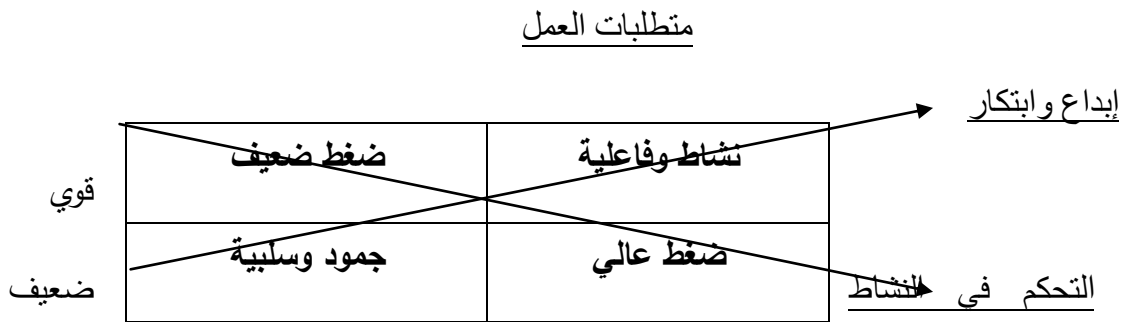 متطلبات العمل
إبداع وابتكار
نشاط وفاعلية
ضغط ضعيف
قوي
ضغط عالي
جمود وسلبية
التحكم في النشاط
ضعيف